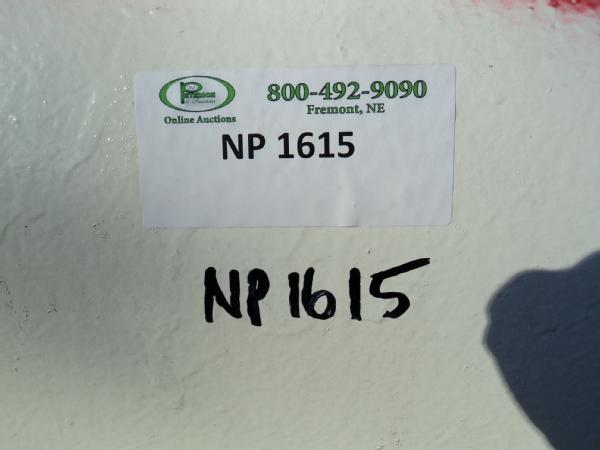 800-492-9090
Fremont, NE
Online Auctions
NP 1615
NP 1615